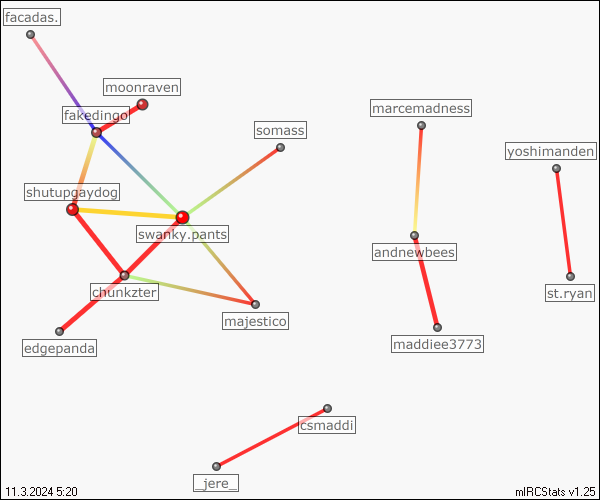 facadas.
moonraven
fakedingo
marcemadness
somass
yoshimanden
shutupgaydog
swanky.pants
andnewbees
chunkzter
st.ryan
majestico
edgepanda
maddiee3773
csmaddi
_jere_
11.3.2024 5:20
mIRCStats v1.25